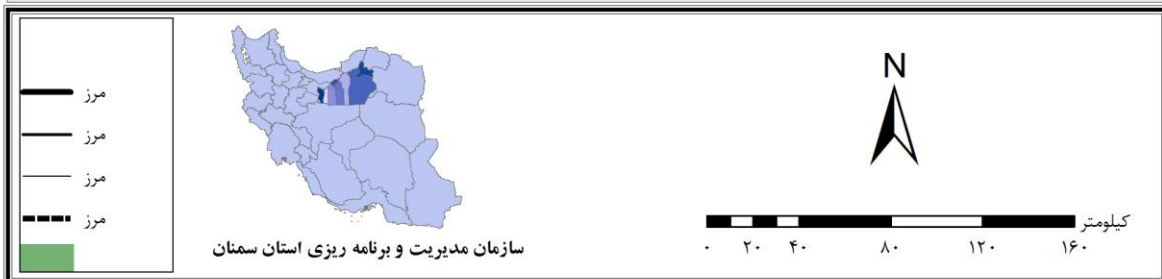 مرز
مرز
مرز
مرز
سازمان مدیریت و برنامه ریزی استان سمنان
N
کیلومتر
۰ ۲۰ ۴۰ ۸۰ ۱۲۰ ۱۶۰